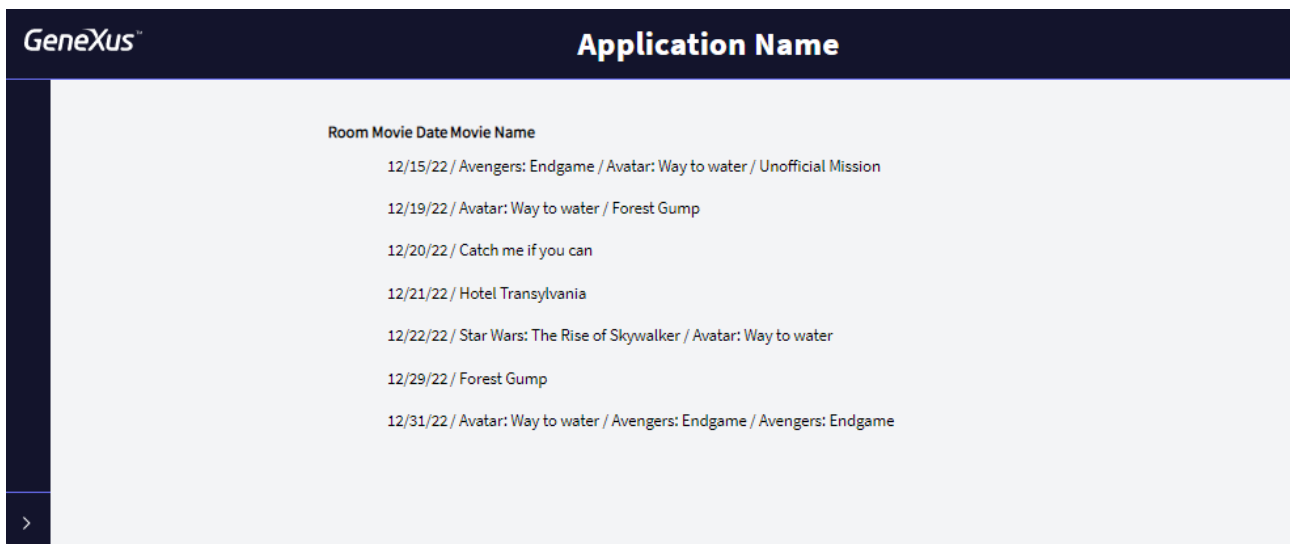 GeneXus™
Application Name
Room Movie Date Movie Name
12/15/22 / Avengers: Endgame / Avatar: Way to water / Unofficial Mission
12/19/22 / Avatar: Way to water / Forest Gump
12/20/22 / Catch me if you can
12/21/22 / Hotel Transylvania
12/22/22 / Star Wars: The Rise of Skywalker / Avatar: Way to water
12/29/22 / Forest Gump
12/31/22 / Avatar: Way to water / Avengers: Endgame / Avengers: Endgame